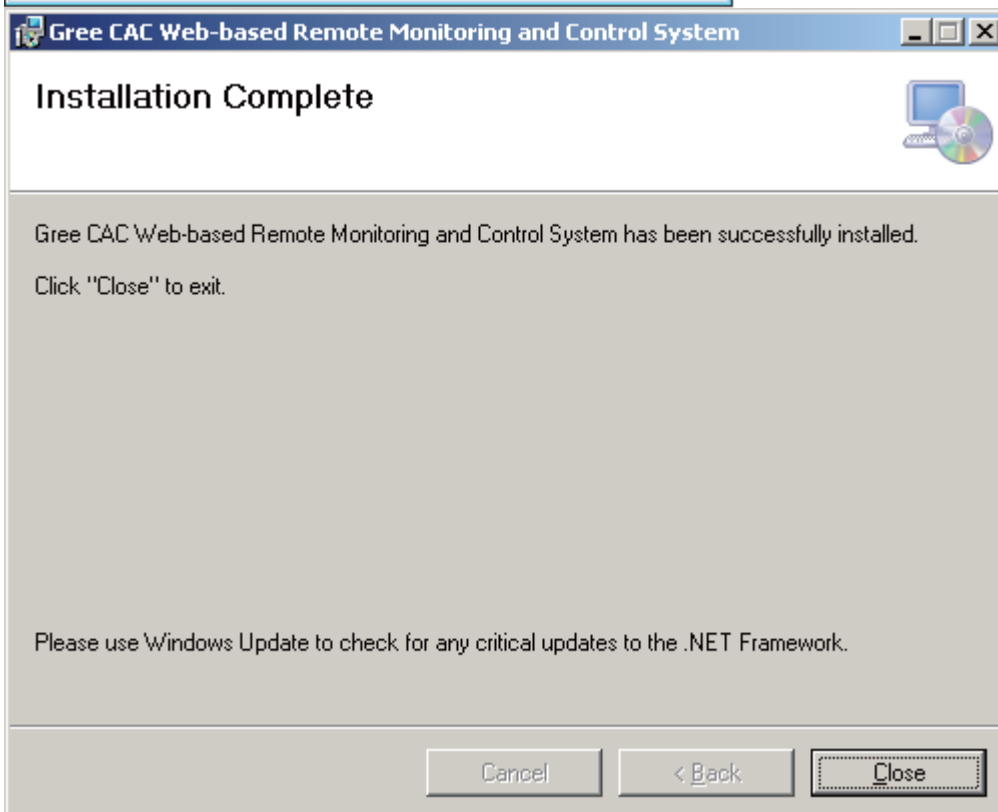 Gree CAC Web-based Remote Monitoring and Control System
Installation Complete
Gree CAC Web-based Remote Monitoring and Control System has been successfully installed.
Click "Close" to exit.
Please use Windows Update to check for any critical updates to the .NET Framework.
Cancel
< Back
Close